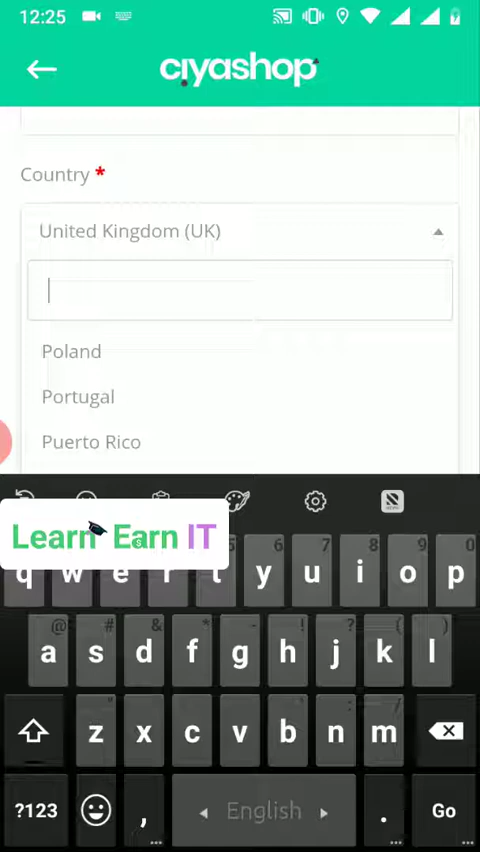 12:25
ciyashop
Country *
United Kingdom (UK)
Poland
Portugal
Puerto Rico
Learn Earn IT
q w e r t y u i o p
a s d f g h j k l
z x c v b n m
?123 , English . Go